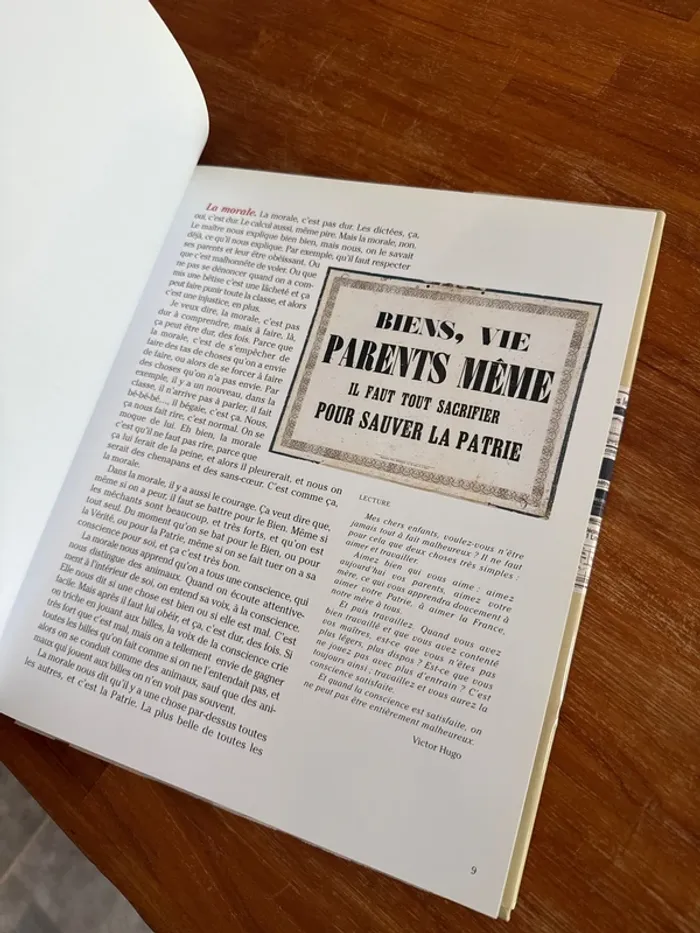 La morale. La morale, c'est pas dur. Les dictées, ça,
oui, c'est dur. Le calcul aussi, même pire. Mais la morale, non.
Le maître nous explique bien bien, mais nous, on le savait
déjà, ce qu'il nous explique. Par exemple, qu'il faut respecter
ses parents et leur être obéissant. Ou
que c'est malhonnête de voler. Ou que
ne pas se dénoncer quand on a com-
mis une bêtise c'est une lâcheté et ça
peut faire punir toute la classe, et alors
c'est une injustice, en plus.
Je veux dire, la morale, c'est pas
dur à comprendre, mais à faire, là,
ça peut être dur, des fois. Parce que
la morale, c'est de s'empêcher de
faire des tas de choses qu'on a envie
de faire, ou alors de se forcer à faire
des choses qu'on n'a pas envie. Par
exemple, il y a un nouveau, dans la
classe, il n'arrive pas à parler, il fait
bé-bé-bé..., il bégaie, c'est ça. Nous,
ça nous fait rire, c'est normal. On se
moque de lui. Eh bien, la morale
c'est qu'il ne faut pas rire, parce que
ça lui ferait de la peine, et alors il pleurerait, et nous on
serait des chenapans et des sans-cœur. C'est comme ça,
la morale.
Dans la morale, il y a aussi le courage. Ça veut dire que,
même si on a peur, il faut se battre pour le Bien. Même si
les méchants sont beaucoup, et très forts, et qu'on est
tout seul. Du moment qu'on se bat pour le Bien, ou pour
la Vérité, ou pour la Patrie, même si on se fait tuer on a sa
conscience pour soi, et ça c'est très bon.
La morale nous apprend qu'on a tous une conscience, qui
nous distingue des animaux. Quand on écoute attentive-
ment à l'intérieur de soi, on entend sa voix, à la conscience.
Elle nous dit si une chose est bien ou si elle est mal. C'est
facile. Mais après il faut lui obéir, et ça, c'est dur, des fois. Si
on triche en jouant aux billes, la voix de la conscience crie
très fort que c'est mal, mais on a tellement envie de gagner
toutes les billes qu'on fait comme si on ne l'entendait pas, et
alors on se conduit comme des animaux, sauf que des ani-
maux qui jouent aux billes on n'en voit pas souvent.
La morale nous dit qu'il y a une chose par-dessus toutes
les autres, et c'est la Patrie. La plus belle de toutes les
BIENS, VIE
PARENTS MÊME
IL FAUT TOUT SACRIFIER
POUR SAUVER LA PATRIE
LECTURE
Mes chers enfants, voulez-vous n'être
jamais tout à fait malheureux ? Il ne faut
pour cela que deux choses très simples :
aimer et travailler.
Aimez bien qui vous aime ; aimez
aujourd'hui vos parents, aimez votre
mère, ce qui vous apprendra doucement à
aimer votre Patrie, à aimer la France,
notre mère à tous.
Et puis travaillez. Quand vous avez
bien travaillé et que vous avez contenté
vos maîtres, est-ce que vous n'êtes pas
plus légers, plus dispos ? Est-ce que vous
ne jouez pas avec plus d'entrain ? C'est
toujours ainsi ; travaillez et vous aurez la
conscience satisfaite.
Et quand la conscience est satisfaite, on
ne peut pas être entièrement malheureux.
Victor Hugo
9